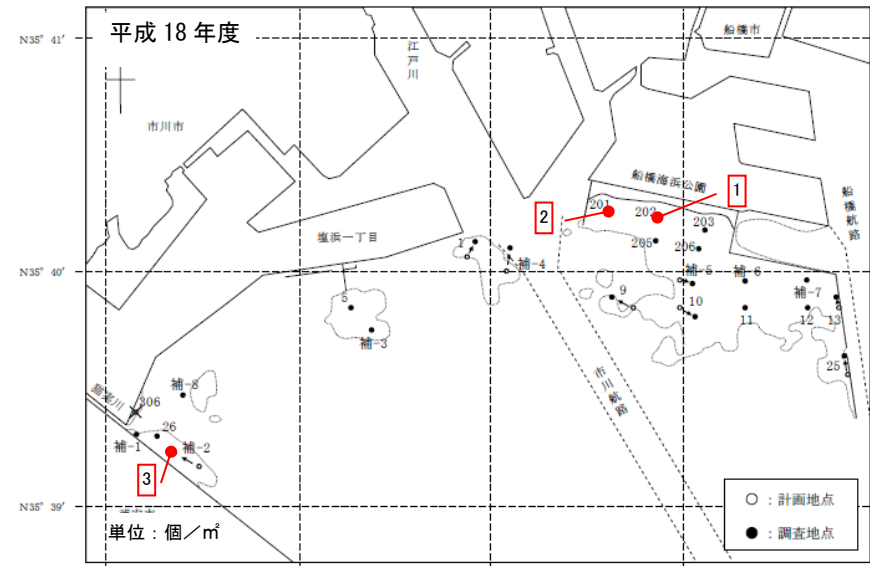 平成18年度
N35°41′
江戸川
船橋市
市川市
船橋海浜公園
1
2
201
202
203
船橋航路
塩浜一丁目
205
206
1
7
補-4
N35°40′
補-5
補-6
補-7
9
10
11
12
13
5
補-3
25
市川航路
補-8
306
猫実川
補-1
26
補-2
3
N35°39′
単位:個/㎡
○:計画地点
●:調査地点